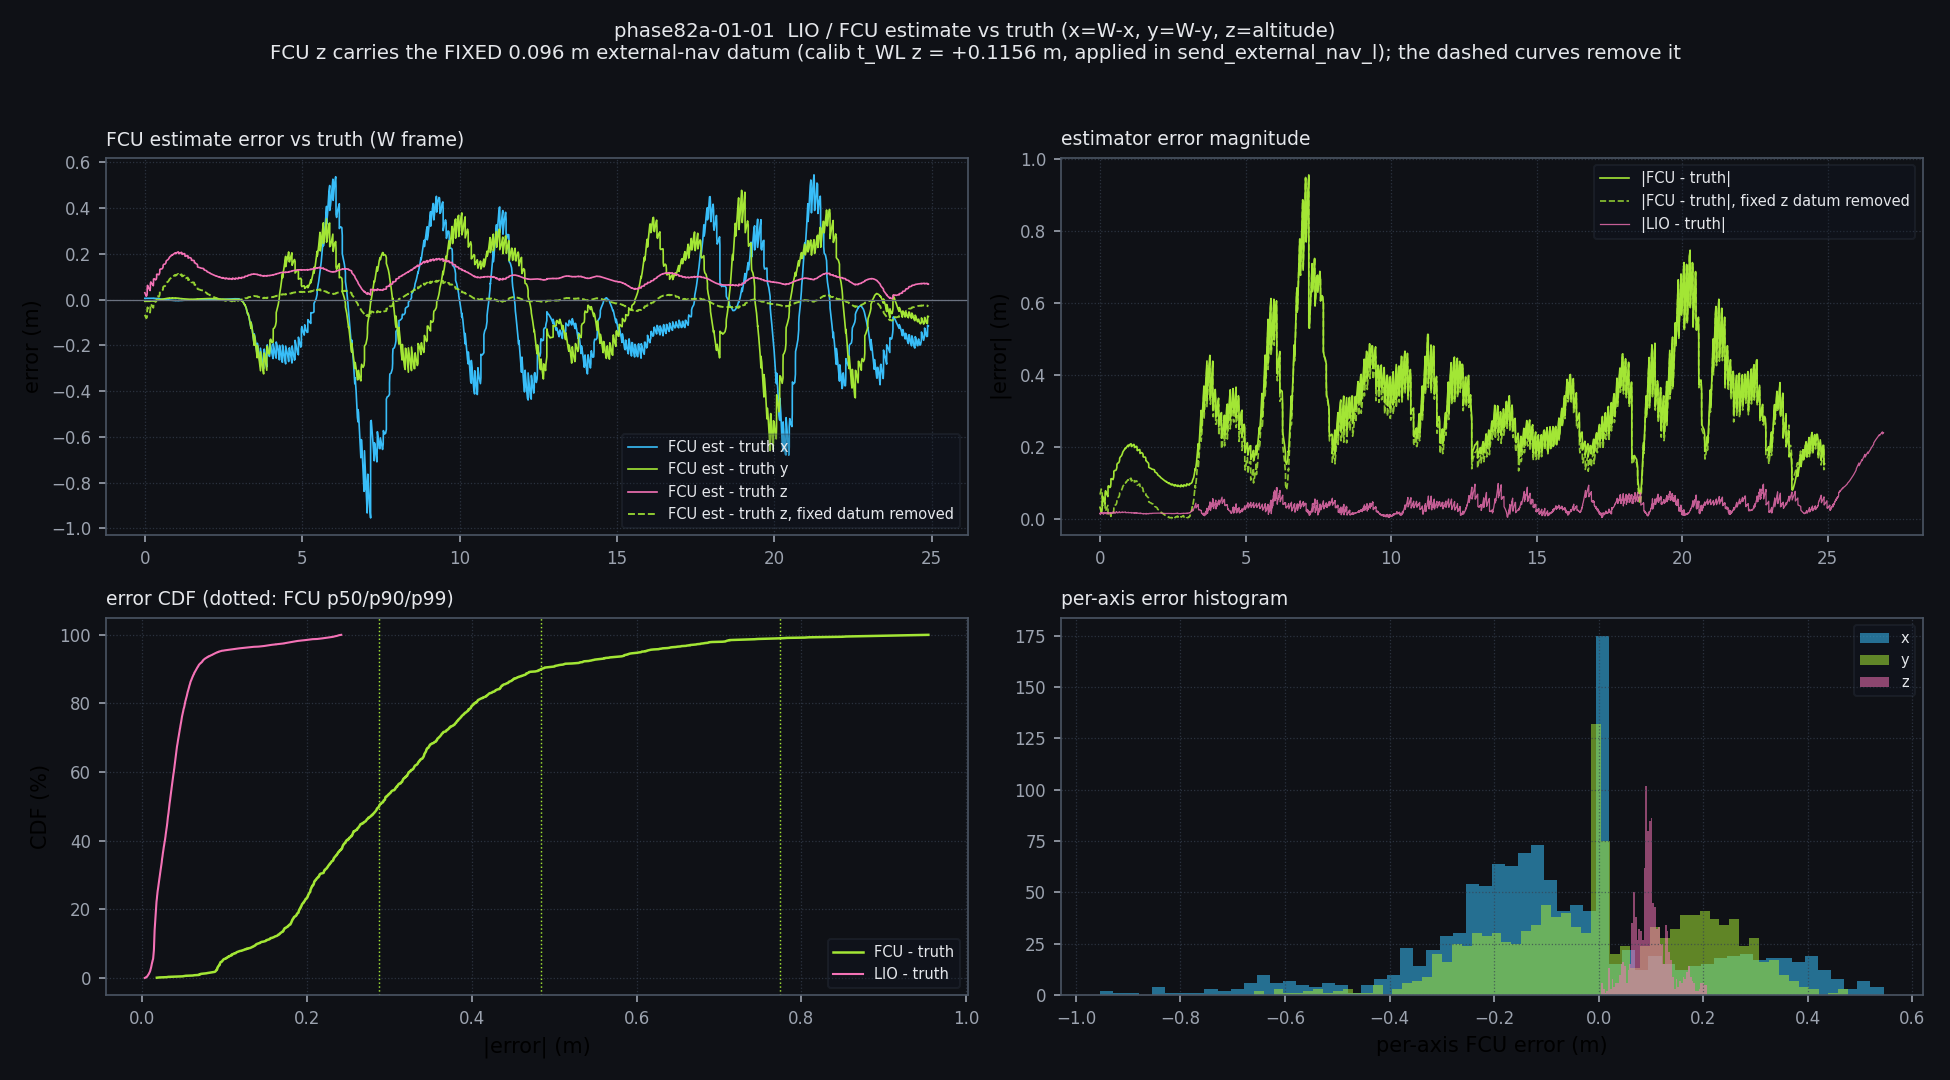 phase82a-01-01  LIO / FCU estimate vs truth (x=W-x, y=W-y, z=altitude)
FCU z carries the FIXED 0.096 m external-nav datum (calib t_WL z = +0.1156 m, applied in send_external_nav_l); the dashed curves remove it
FCU estimate error vs truth (W frame)
error (m)
0.6
0.4
0.2
0.0
−0.2
−0.4
−0.6
−0.8
−1.0
FCU est - truth x
FCU est - truth y
FCU est - truth z
FCU est - truth z, fixed datum removed
0 5 10 15 20 25
estimator error magnitude
|error| (m)
1.0
0.8
0.6
0.4
0.2
0.0
|FCU - truth|
|FCU - truth|, fixed z datum removed
|LIO - truth|
0 5 10 15 20 25
error CDF (dotted: FCU p50/p90/p99)
CDF (%)
100
80
60
40
20
0
FCU - truth
LIO - truth
0.0 0.2 0.4 0.6 0.8 1.0
|error| (m)
per-axis error histogram
175
150
125
100
75
50
25
0
x
y
z
−1.0 −0.8 −0.6 −0.4 −0.2 0.0 0.2 0.4 0.6
per-axis FCU error (m)